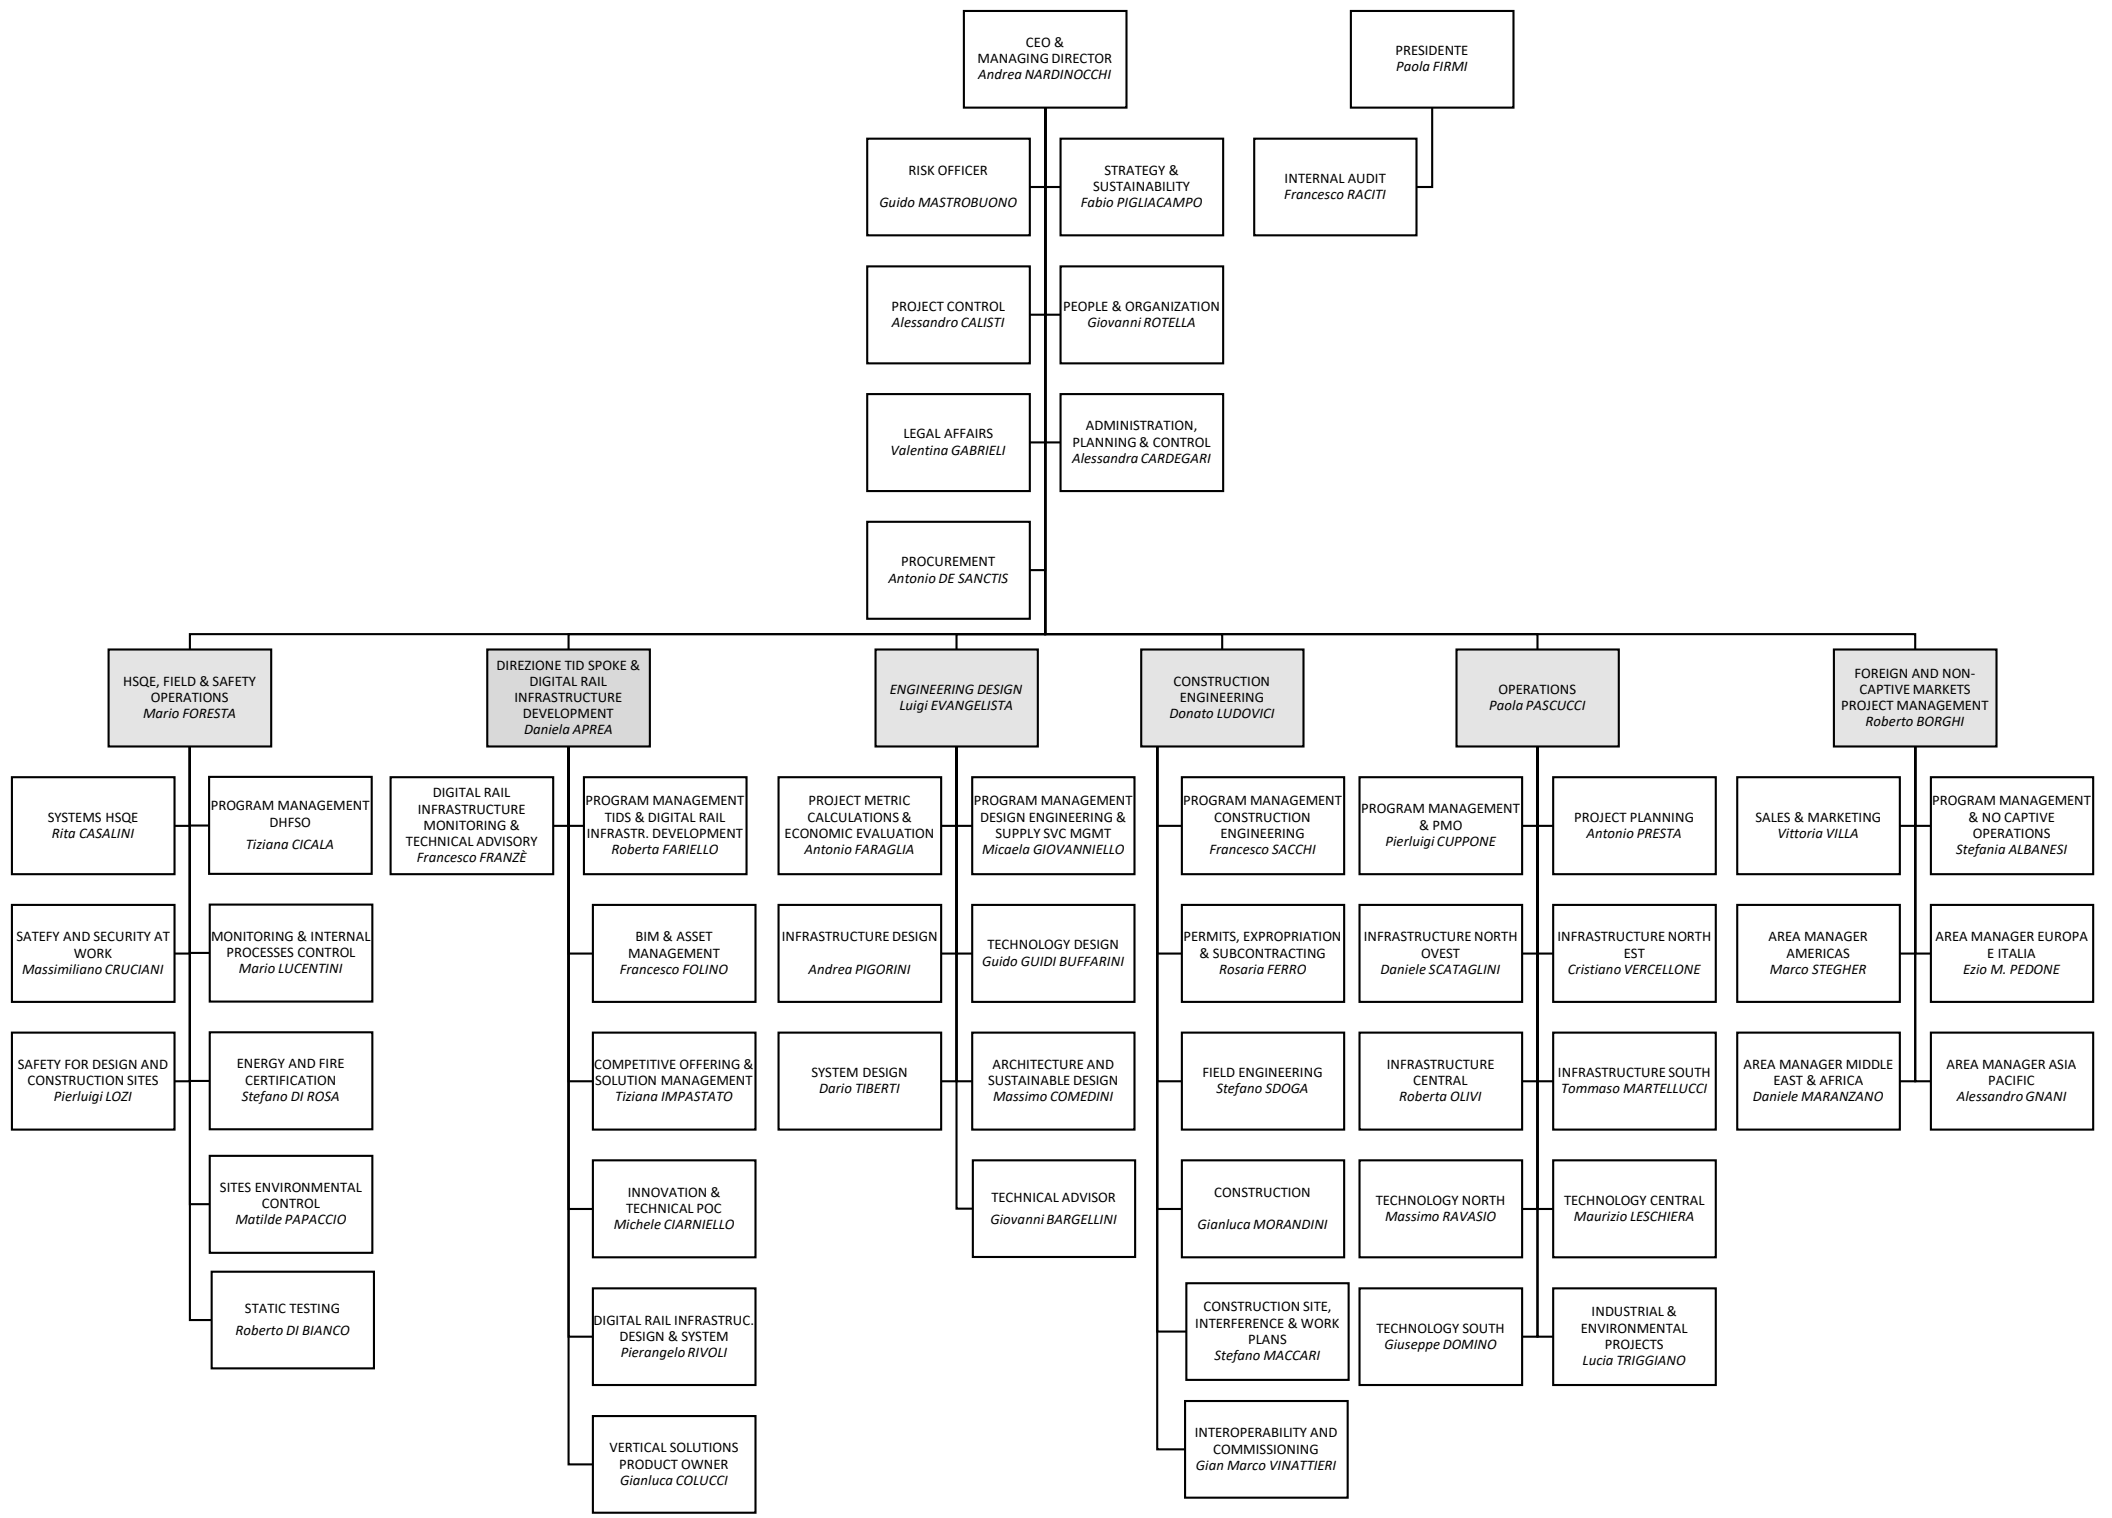 CEO &
MANAGING DIRECTOR
Andrea NARDINOCCHI
PRESIDENTE
Paola FIRMI
RISK OFFICER
Guido MASTROBUONO
STRATEGY &
SUSTAINABILITY
Fabio PIGLIACAMPO
INTERNAL AUDIT
Francesco RACITI
PROJECT CONTROL
Alessandro CALISTI
PEOPLE & ORGANIZATION
Giovanni ROTELLA
LEGAL AFFAIRS
Valentina GABRIELI
ADMINISTRATION,
PLANNING & CONTROL
Alessandra CARDEGARI
PROCUREMENT
Antonio DE SANCTIS
HSQE, FIELD & SAFETY
OPERATIONS
Mario FORESTA
DIREZIONE TID SPOKE &
DIGITAL RAIL
INFRASTRUCTURE
DEVELOPMENT
Daniela APREA
ENGINEERING DESIGN
Luigi EVANGELISTA
CONSTRUCTION
ENGINEERING
Donato LUDOVICI
OPERATIONS
Paola PASCUCCI
FOREIGN AND NON-
CAPTIVE MARKETS
PROJECT MANAGEMENT
Roberto BORGHI
SYSTEMS HSQE
Rita CASALINI
PROGRAM MANAGEMENT
DHFSO
Tiziana CICALA
DIGITAL RAIL
INFRASTRUCTURE
MONITORING &
TECHNICAL ADVISORY
Francesco FRANZÈ
PROGRAM MANAGEMENT
TIDS & DIGITAL RAIL
INFRASTR. DEVELOPMENT
Roberta FARIELLO
PROJECT METRIC
CALCULATIONS &
ECONOMIC EVALUATION
Antonio FARAGLIA
PROGRAM MANAGEMENT
DESIGN ENGINEERING &
SUPPLY SVC MGMT
Micaela GIOVANNIELLO
PROGRAM MANAGEMENT
CONSTRUCTION
ENGINEERING
Francesco SACCHI
PROGRAM MANAGEMENT
& PMO
Pierluigi CUPPONE
PROJECT PLANNING
Antonio PRESTA
SALES & MARKETING
Vittoria VILLA
PROGRAM MANAGEMENT
& NO CAPTIVE
OPERATIONS
Stefania ALBANESI
SATEFY AND SECURITY AT
WORK
Massimiliano CRUCIANI
MONITORING & INTERNAL
PROCESSES CONTROL
Mario LUCENTINI
BIM & ASSET
MANAGEMENT
Francesco FOLINO
INFRASTRUCTURE DESIGN
Andrea PIGORINI
TECHNOLOGY DESIGN
Guido GUIDI BUFFARINI
PERMITS, EXPROPRIATION
& SUBCONTRACTING
Rosaria FERRO
INFRASTRUCTURE NORTH
OVEST
Daniele SCATAGLINI
INFRASTRUCTURE NORTH
EST
Cristiano VERCELLONE
AREA MANAGER
AMERICAS
Marco STEGHER
AREA MANAGER EUROPA
E ITALIA
Ezio M. PEDONE
SAFETY FOR DESIGN AND
CONSTRUCTION SITES
Pierluigi LOZI
ENERGY AND FIRE
CERTIFICATION
Stefano DI ROSA
COMPETITIVE OFFERING &
SOLUTION MANAGEMENT
Tiziana IMPASTATO
SYSTEM DESIGN
Dario TIBERTI
ARCHITECTURE AND
SUSTAINABLE DESIGN
Massimo COMEDINI
FIELD ENGINEERING
Stefano SDOGA
INFRASTRUCTURE
CENTRAL
Roberta OLIVI
INFRASTRUCTURE SOUTH
Tommaso MARTELLUCCI
AREA MANAGER MIDDLE
EAST & AFRICA
Daniele MARANZANO
AREA MANAGER ASIA
PACIFIC
Alessandro GNANI
SITES ENVIRONMENTAL
CONTROL
Matilde PAPACCIO
INNOVATION &
TECHNICAL POC
Michele CIARNIELLO
TECHNICAL ADVISOR
Giovanni BARGELLINI
CONSTRUCTION
Gianluca MORANDINI
TECHNOLOGY NORTH
Massimo RAVASIO
TECHNOLOGY CENTRAL
Maurizio LESCHIERA
STATIC TESTING
Roberto DI BIANCO
DIGITAL RAIL INFRASTRUC.
DESIGN & SYSTEM
Pierangelo RIVOLI
CONSTRUCTION SITE,
INTERFERENCE & WORK
PLANS
Stefano MACCARI
TECHNOLOGY SOUTH
Giuseppe DOMINO
INDUSTRIAL &
ENVIRONMENTAL
PROJECTS
Lucia TRIGGIANO
VERTICAL SOLUTIONS
PRODUCT OWNER
Gianluca COLUCCI
INTEROPERABILITY AND
COMMISSIONING
Gian Marco VINATTIERI